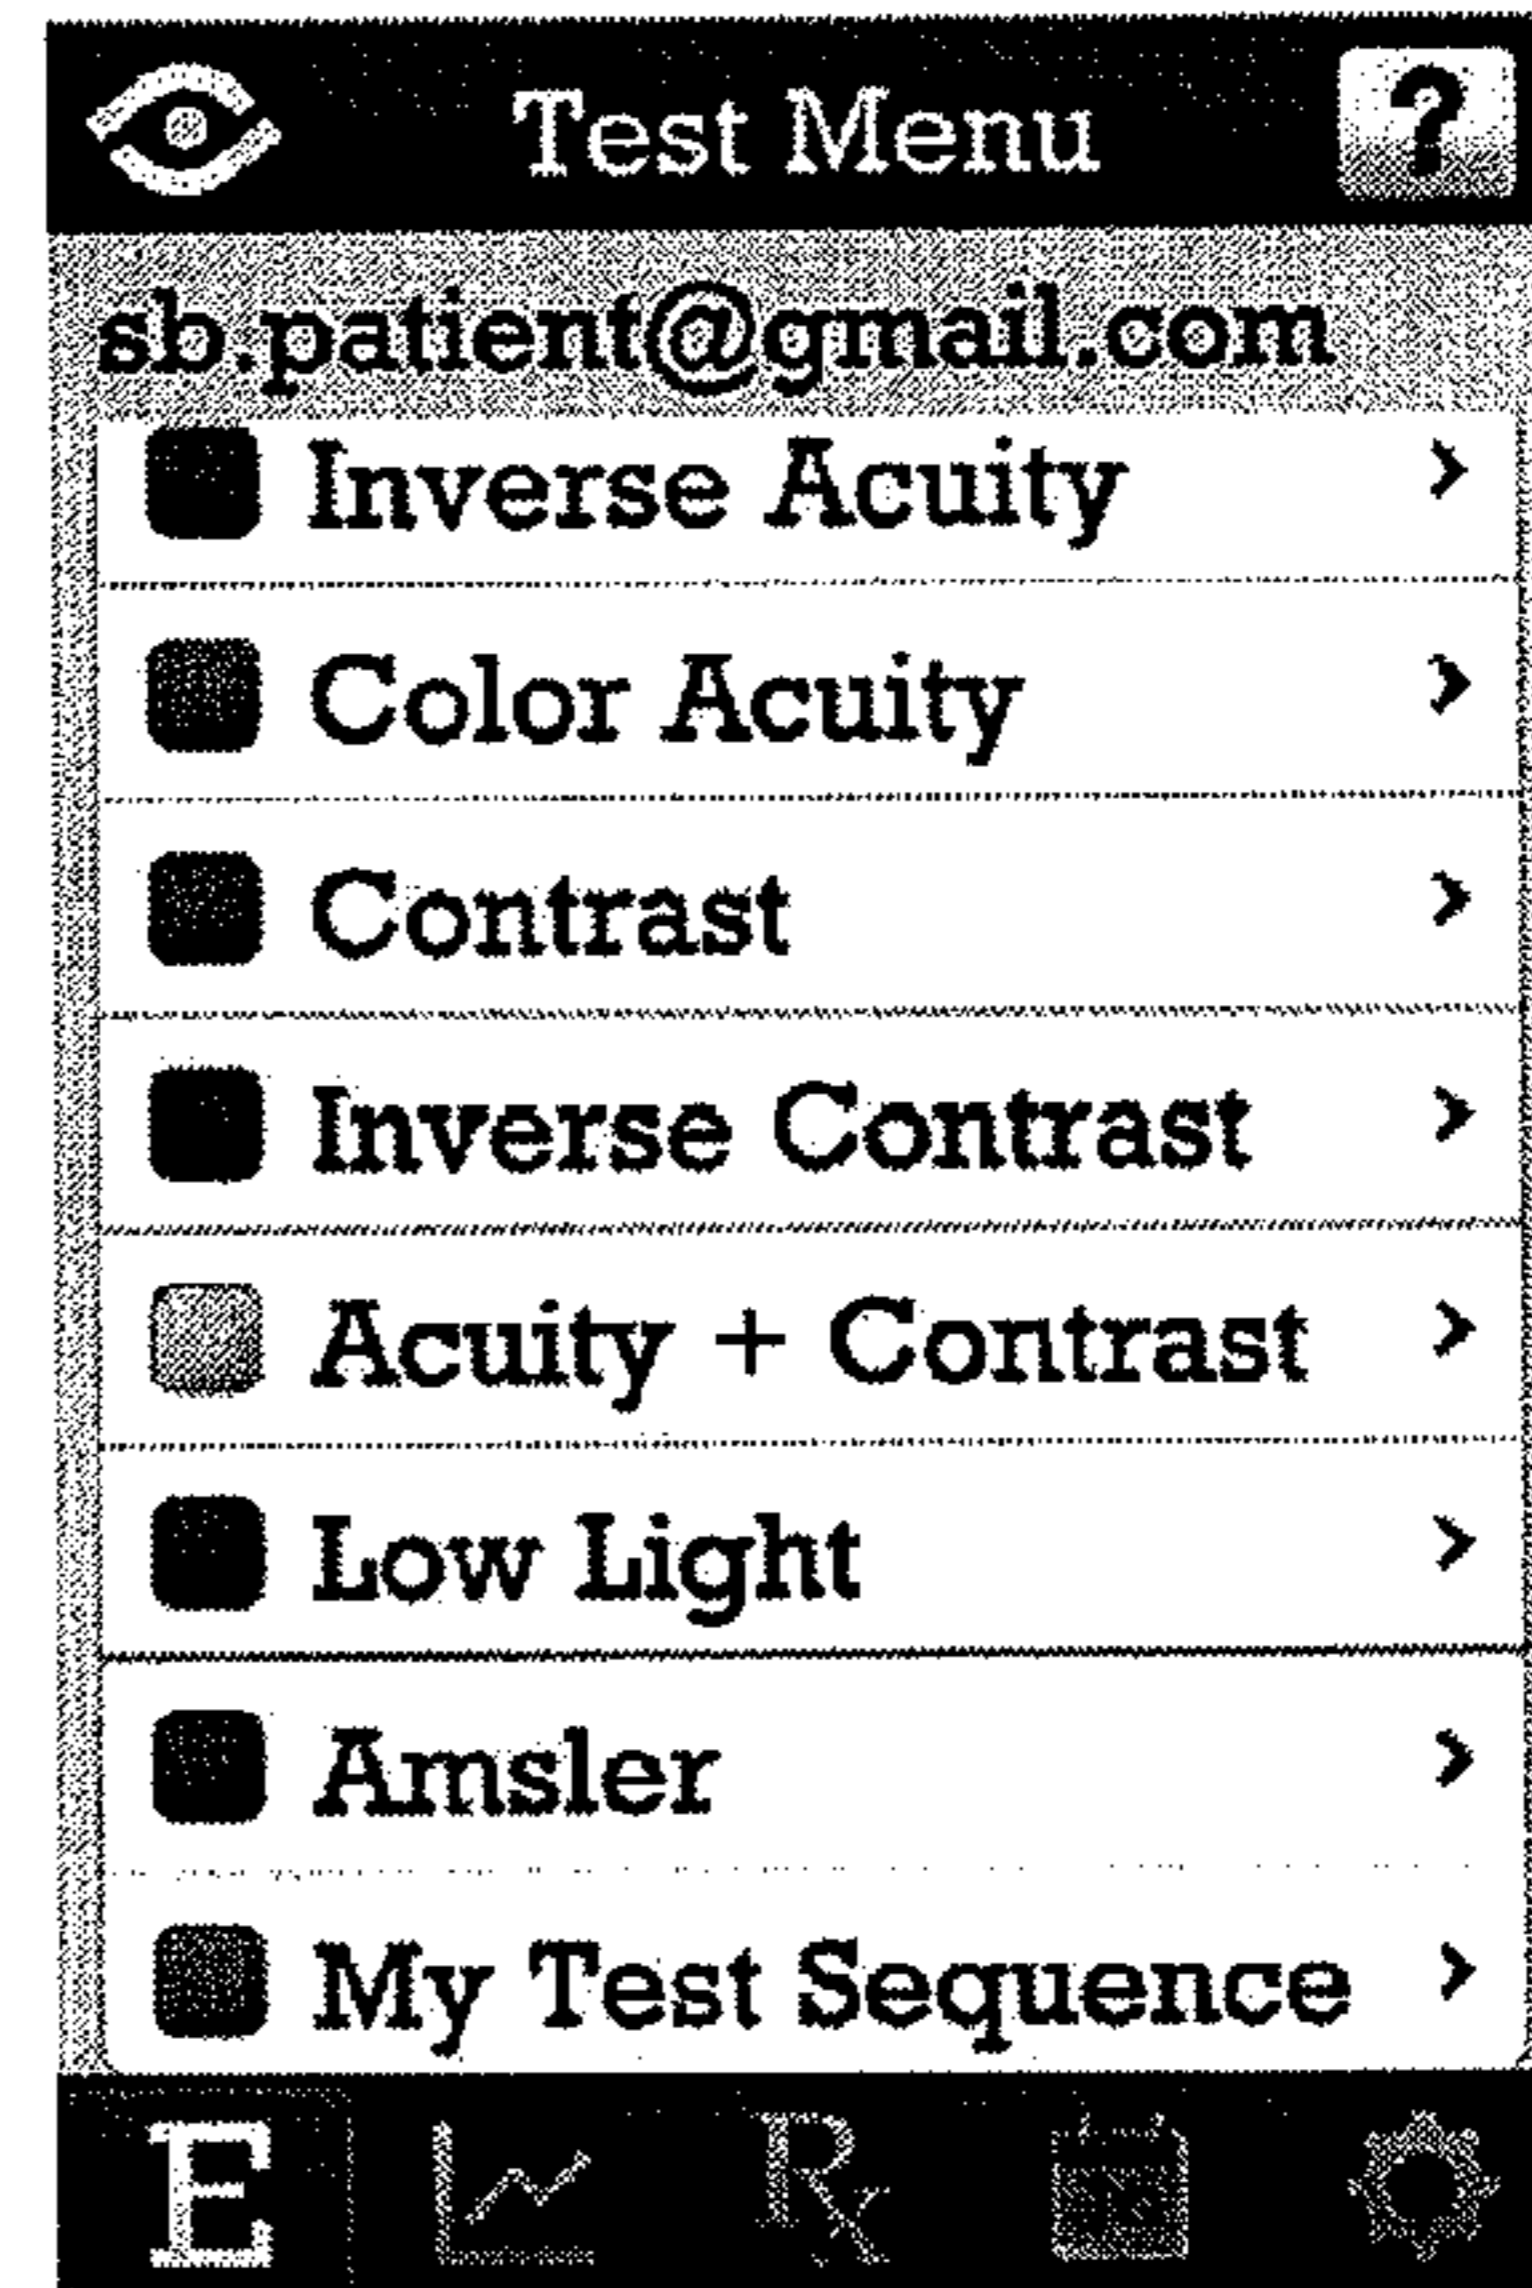 Test Menu ?
sb.patient@gmail.com
Inverse Acuity
Color Acuity
Contrast
Inverse Contrast
Acuity + Contrast
Low Light
Amsler
My Test Sequence
E Rx